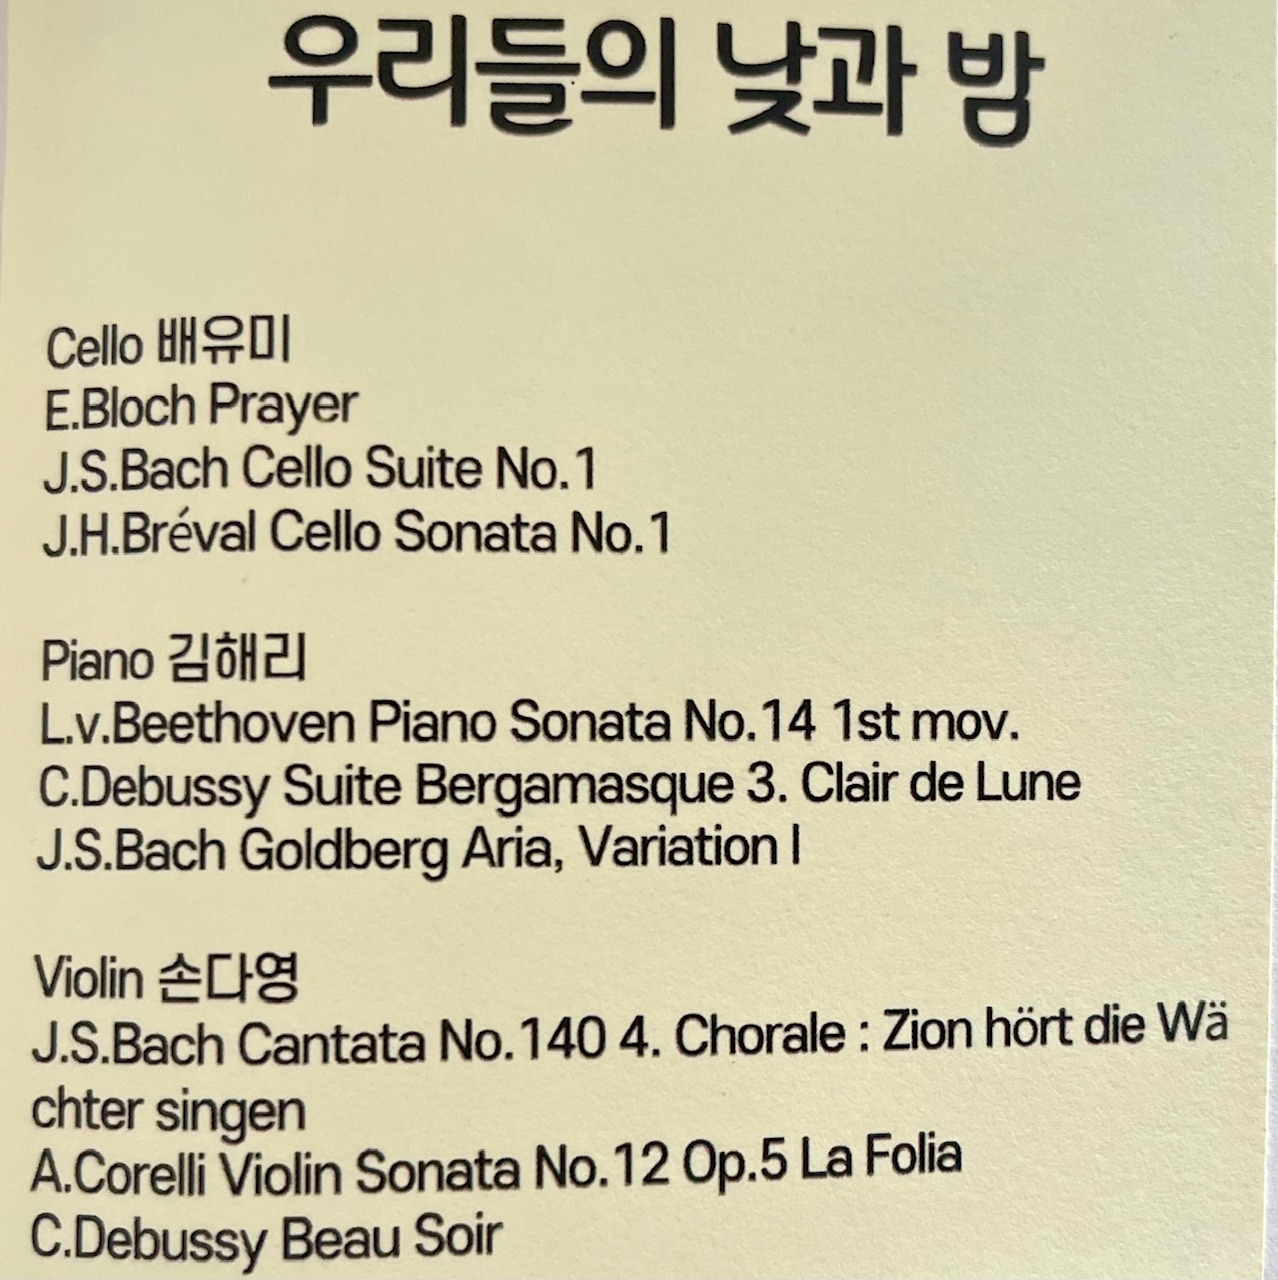 우리들의 낮과 밤
Cello 배유미
E.Bloch Prayer
J.S.Bach Cello Suite No.1
J.H.Bréval Cello Sonata No.1
Piano 김해리
L.v.Beethoven Piano Sonata No.14 1st mov.
C.Debussy Suite Bergamasque 3. Clair de Lune
J.S.Bach Goldberg Aria, Variation I
Violin 손다영
J.S.Bach Cantata No.140 4. Chorale : Zion hört die Wä
chter singen
A.Corelli Violin Sonata No.12 Op.5 La Folia
C.Debussy Beau Soir